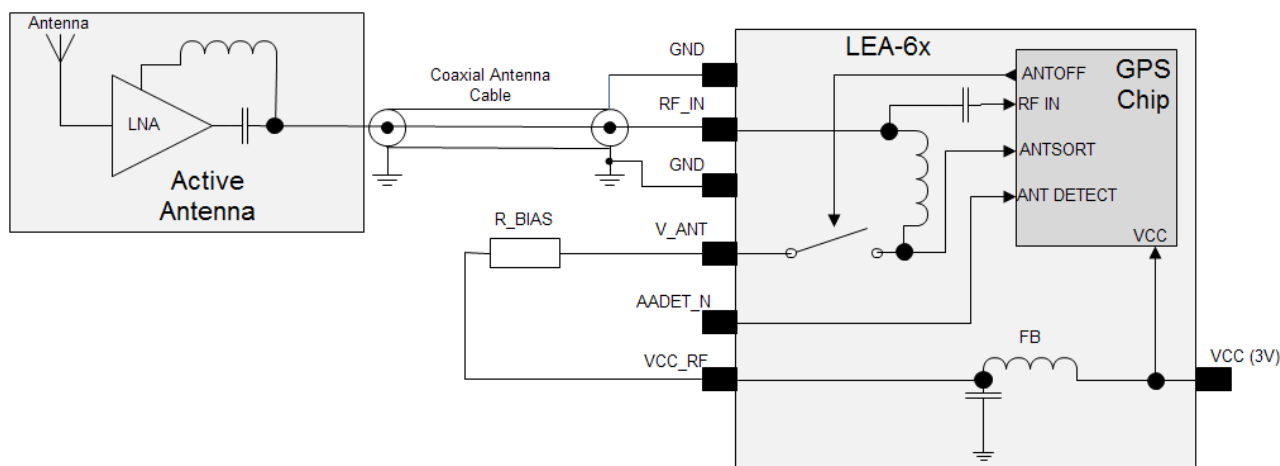 Antenna
LNA
Active
Antenna
Coaxial Antenna
Cable
R_BIAS
GND
RF_IN
GND
V_ANT
AADET_N
VCC_RF
LEA-6x
GPS
Chip
ANTOFF
RF IN
ANTSORT
ANT DETECT
VCC
FB
VCC (3V)